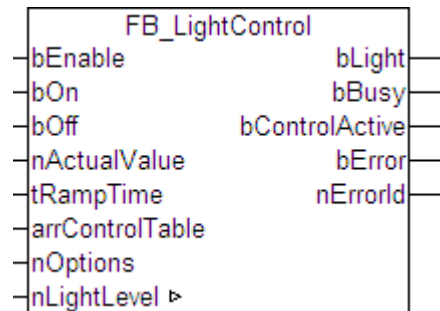 FB_LightControl
bEnable bLight
bOn bBusy
bOff bControlActive
nActualValue bError
tRampTime nErrorId
arrControlTable
nOptions
nLightLevel